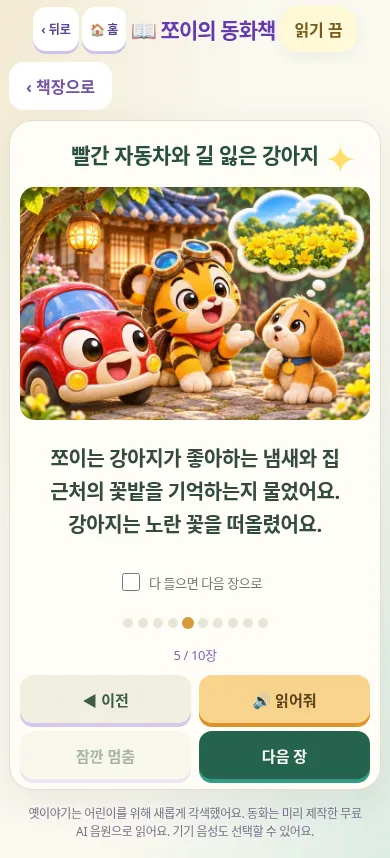 ‹ 뒤로
🏠 홈
📖 쪼이의 동화책
읽기 끔
‹ 책장으로
빨간 자동차와 길 잃은 강아지
쪼이는 강아지가 좋아하는 냄새와 집
근처의 꽃밭을 기억하는지 물었어요.
강아지는 노란 꽃을 떠올렸어요.
다 들으면 다음 장으로
5 / 10장
◀ 이전
🔊 읽어줘
잠깐 멈춤
다음 장
옛이야기는 어린이를 위해 새롭게 각색했어요. 동화는 미리 제작한 무료
AI 음원으로 읽어요. 기기 음성도 선택할 수 있어요.